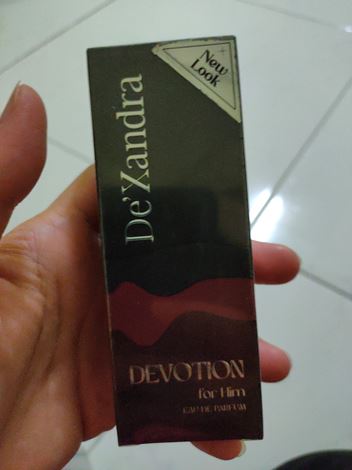 New
Look
De'Xandra
DEVOTION
for Him
EAU DE PARFUM